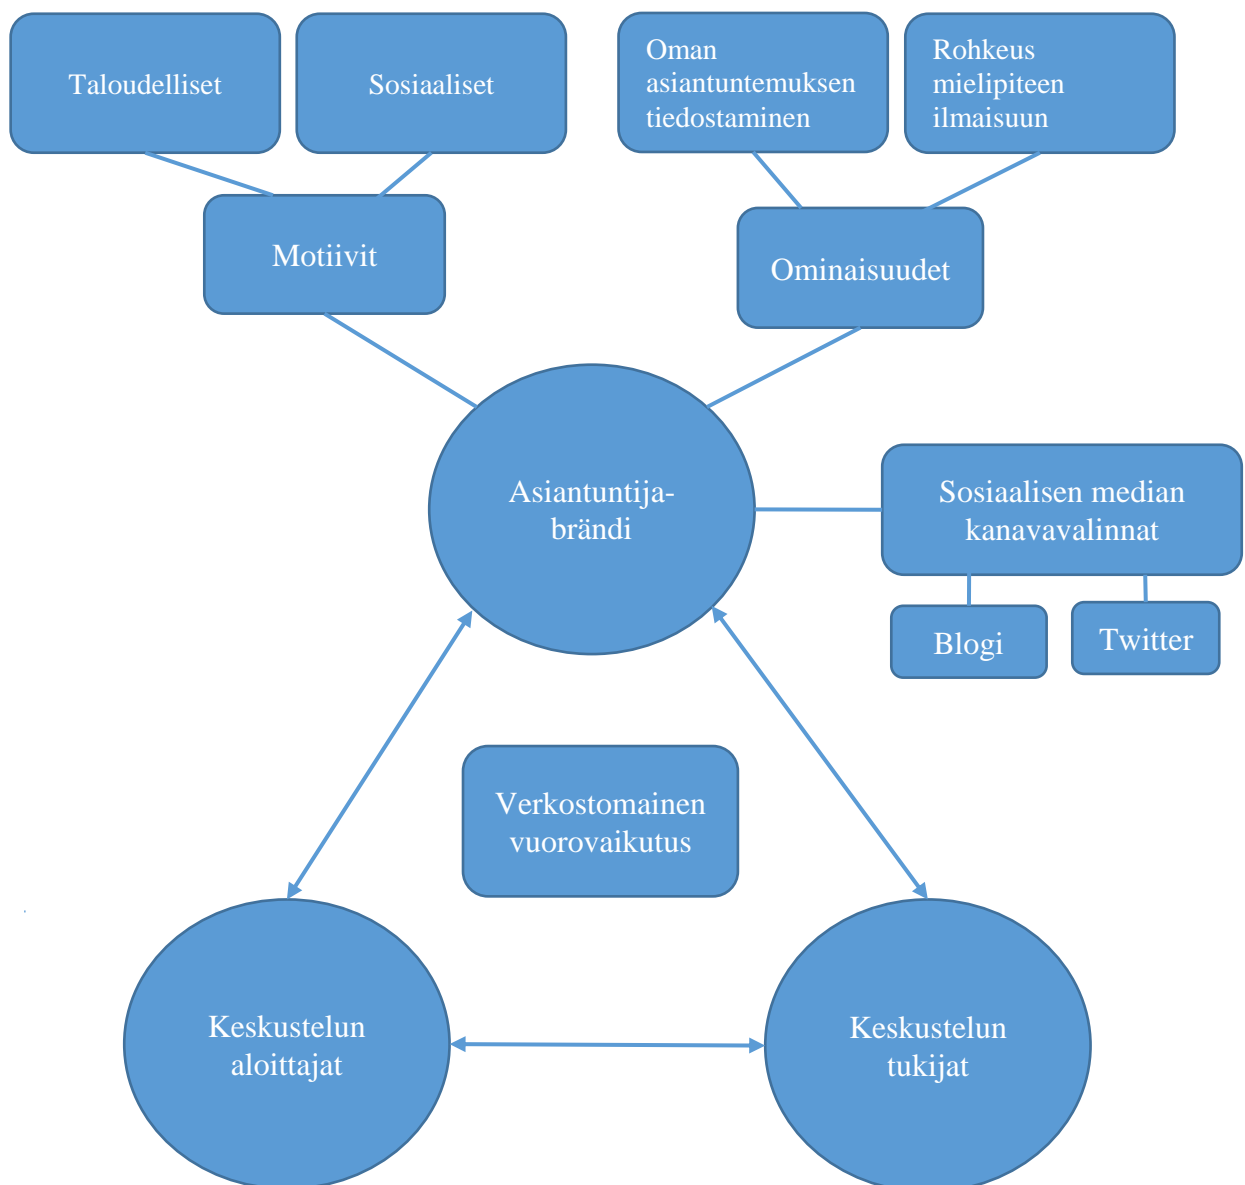 Taloudelliset
Sosiaaliset
Oman
asiantuntemuksen
tiedostaminen
Rohkeus
mielipiteen
ilmaisuun
Motiivit
Ominaisuudet
Asiantuntija-
brändi
Sosiaalisen median
kanavavalinnat
Blogi
Twitter
Verkostomainen
vuorovaikutus
Keskustelun
aloittajat
Keskustelun
tukijat